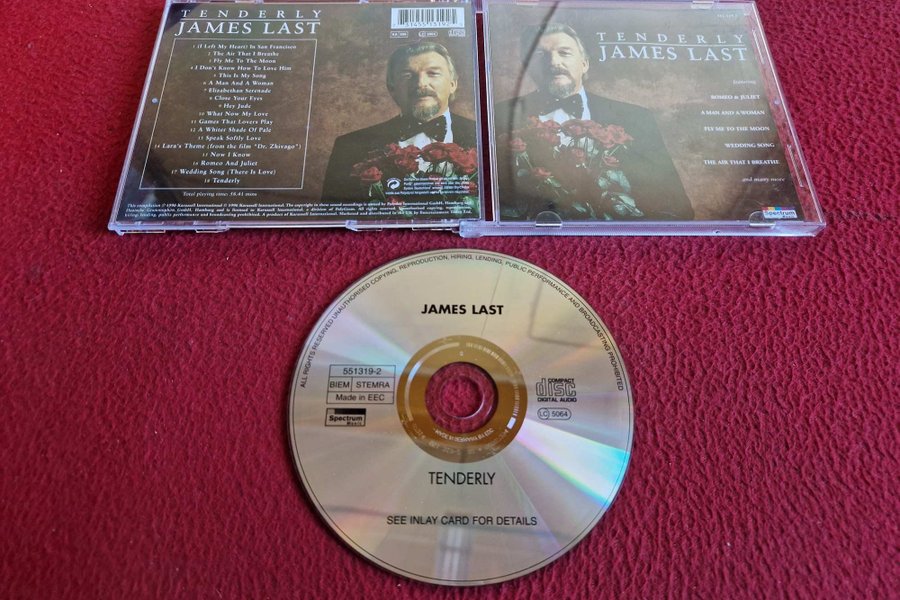 TENDERLY
JAMES LAST
1 (I Left My Heart) In San Francisco
2 The Air That I Breathe
3 Fly Me To The Moon
4 I Don't Know How To Love Him
5 This Is My Song
6 A Man And A Woman
7 Elizabethan Serenade
8 Close Your Eyes
9 Hey Jude
10 What Now My Love
11 Games That Lovers Play
12 A Whiter Shade Of Pale
13 Speak Softly Love
14 Lara's Theme (from the film "Dr. Zhivago")
15 Now I Know
16 Romeo And Juliet
17 Wedding Song (There Is Love)
18 Tenderly
Total playing time: 56.41 mins
TENDERLY
JAMES LAST
featuring
ROMEO & JULIET
A MAN AND A WOMAN
FLY ME TO THE MOON
WEDDING SONG
THE AIR THAT I BREATHE
and many more
Spectrum
ALL RIGHTS RESERVED UNAUTHORISED COPYING, REPRODUCTION, HIRING, LENDING, PUBLIC PERFORMANCE AND BROADCASTING PROHIBITED
JAMES LAST
551319-2
BIEM STEMRA
Made in EEC
Spectrum
Music
COMPACT
disc
DIGITAL AUDIO
LC 5064
TENDERLY
SEE INLAY CARD FOR DETAILS